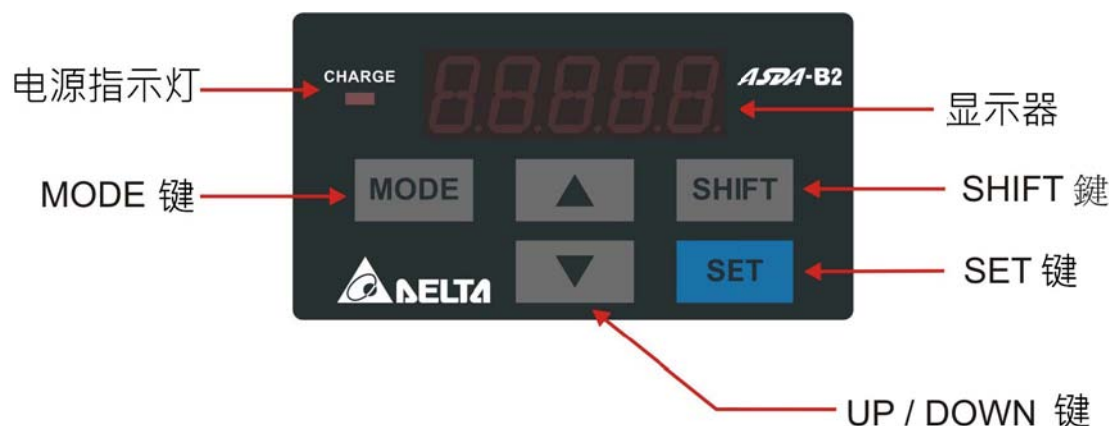 电源指示灯
CHARGE
88888
ASDA-B2
显示器
MODE 键
MODE
▲
SHIFT
SHIFT 鍵
DELTA
▼
SET
SET 键
UP / DOWN 键